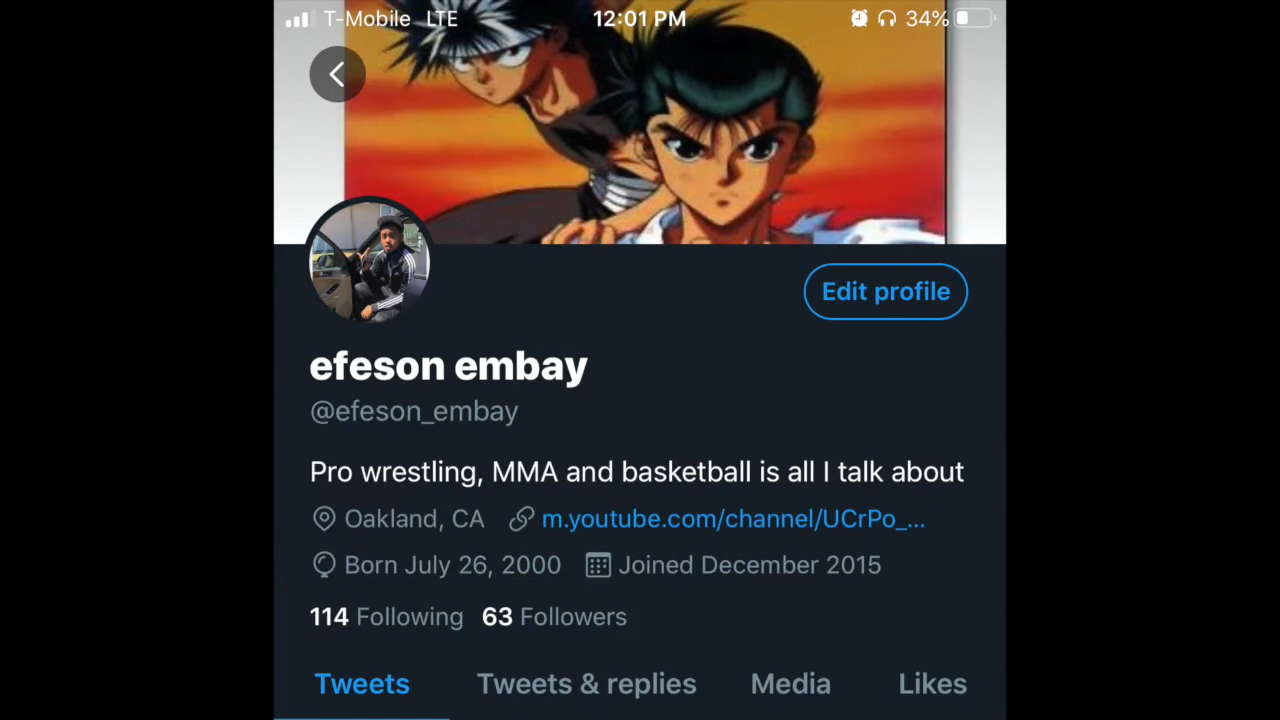 T-Mobile LTE 12:01 PM 34%
Edit profile
efeson embay
@efeson_embay
Pro wrestling, MMA and basketball is all I talk about
Oakland, CA m.youtube.com/channel/UCrPo_...
Born July 26, 2000 Joined December 2015
114 Following 63 Followers
Tweets Tweets & replies Media Likes